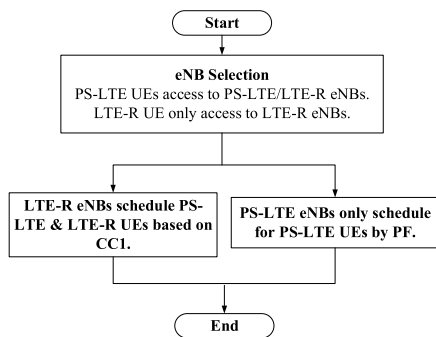 Start
eNB Selection
PS-LTE UEs access to PS-LTE/LTE-R eNBs.
LTE-R UE only access to LTE-R eNBs.
LTE-R eNBs schedule PS-
LTE & LTE-R UEs based on
CC1.
PS-LTE eNBs only schedule
for PS-LTE UEs by PF.
End